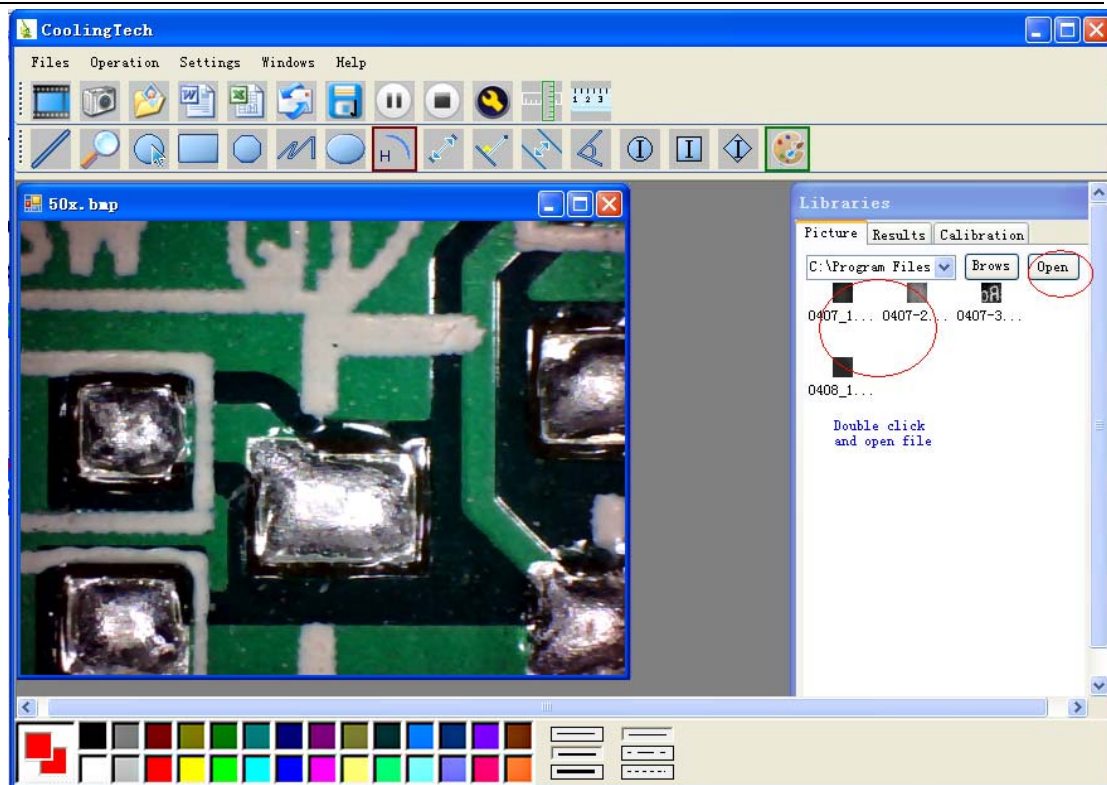 CoolingTech
Files Operation Settings Windows Help
1 2 3
H
50x.bmp
Libraries
Picture Results Calibration
C:\Program Files Brows Open
0407_1... 0407-2... 0407-3...
0408_1...
Double click
and open file